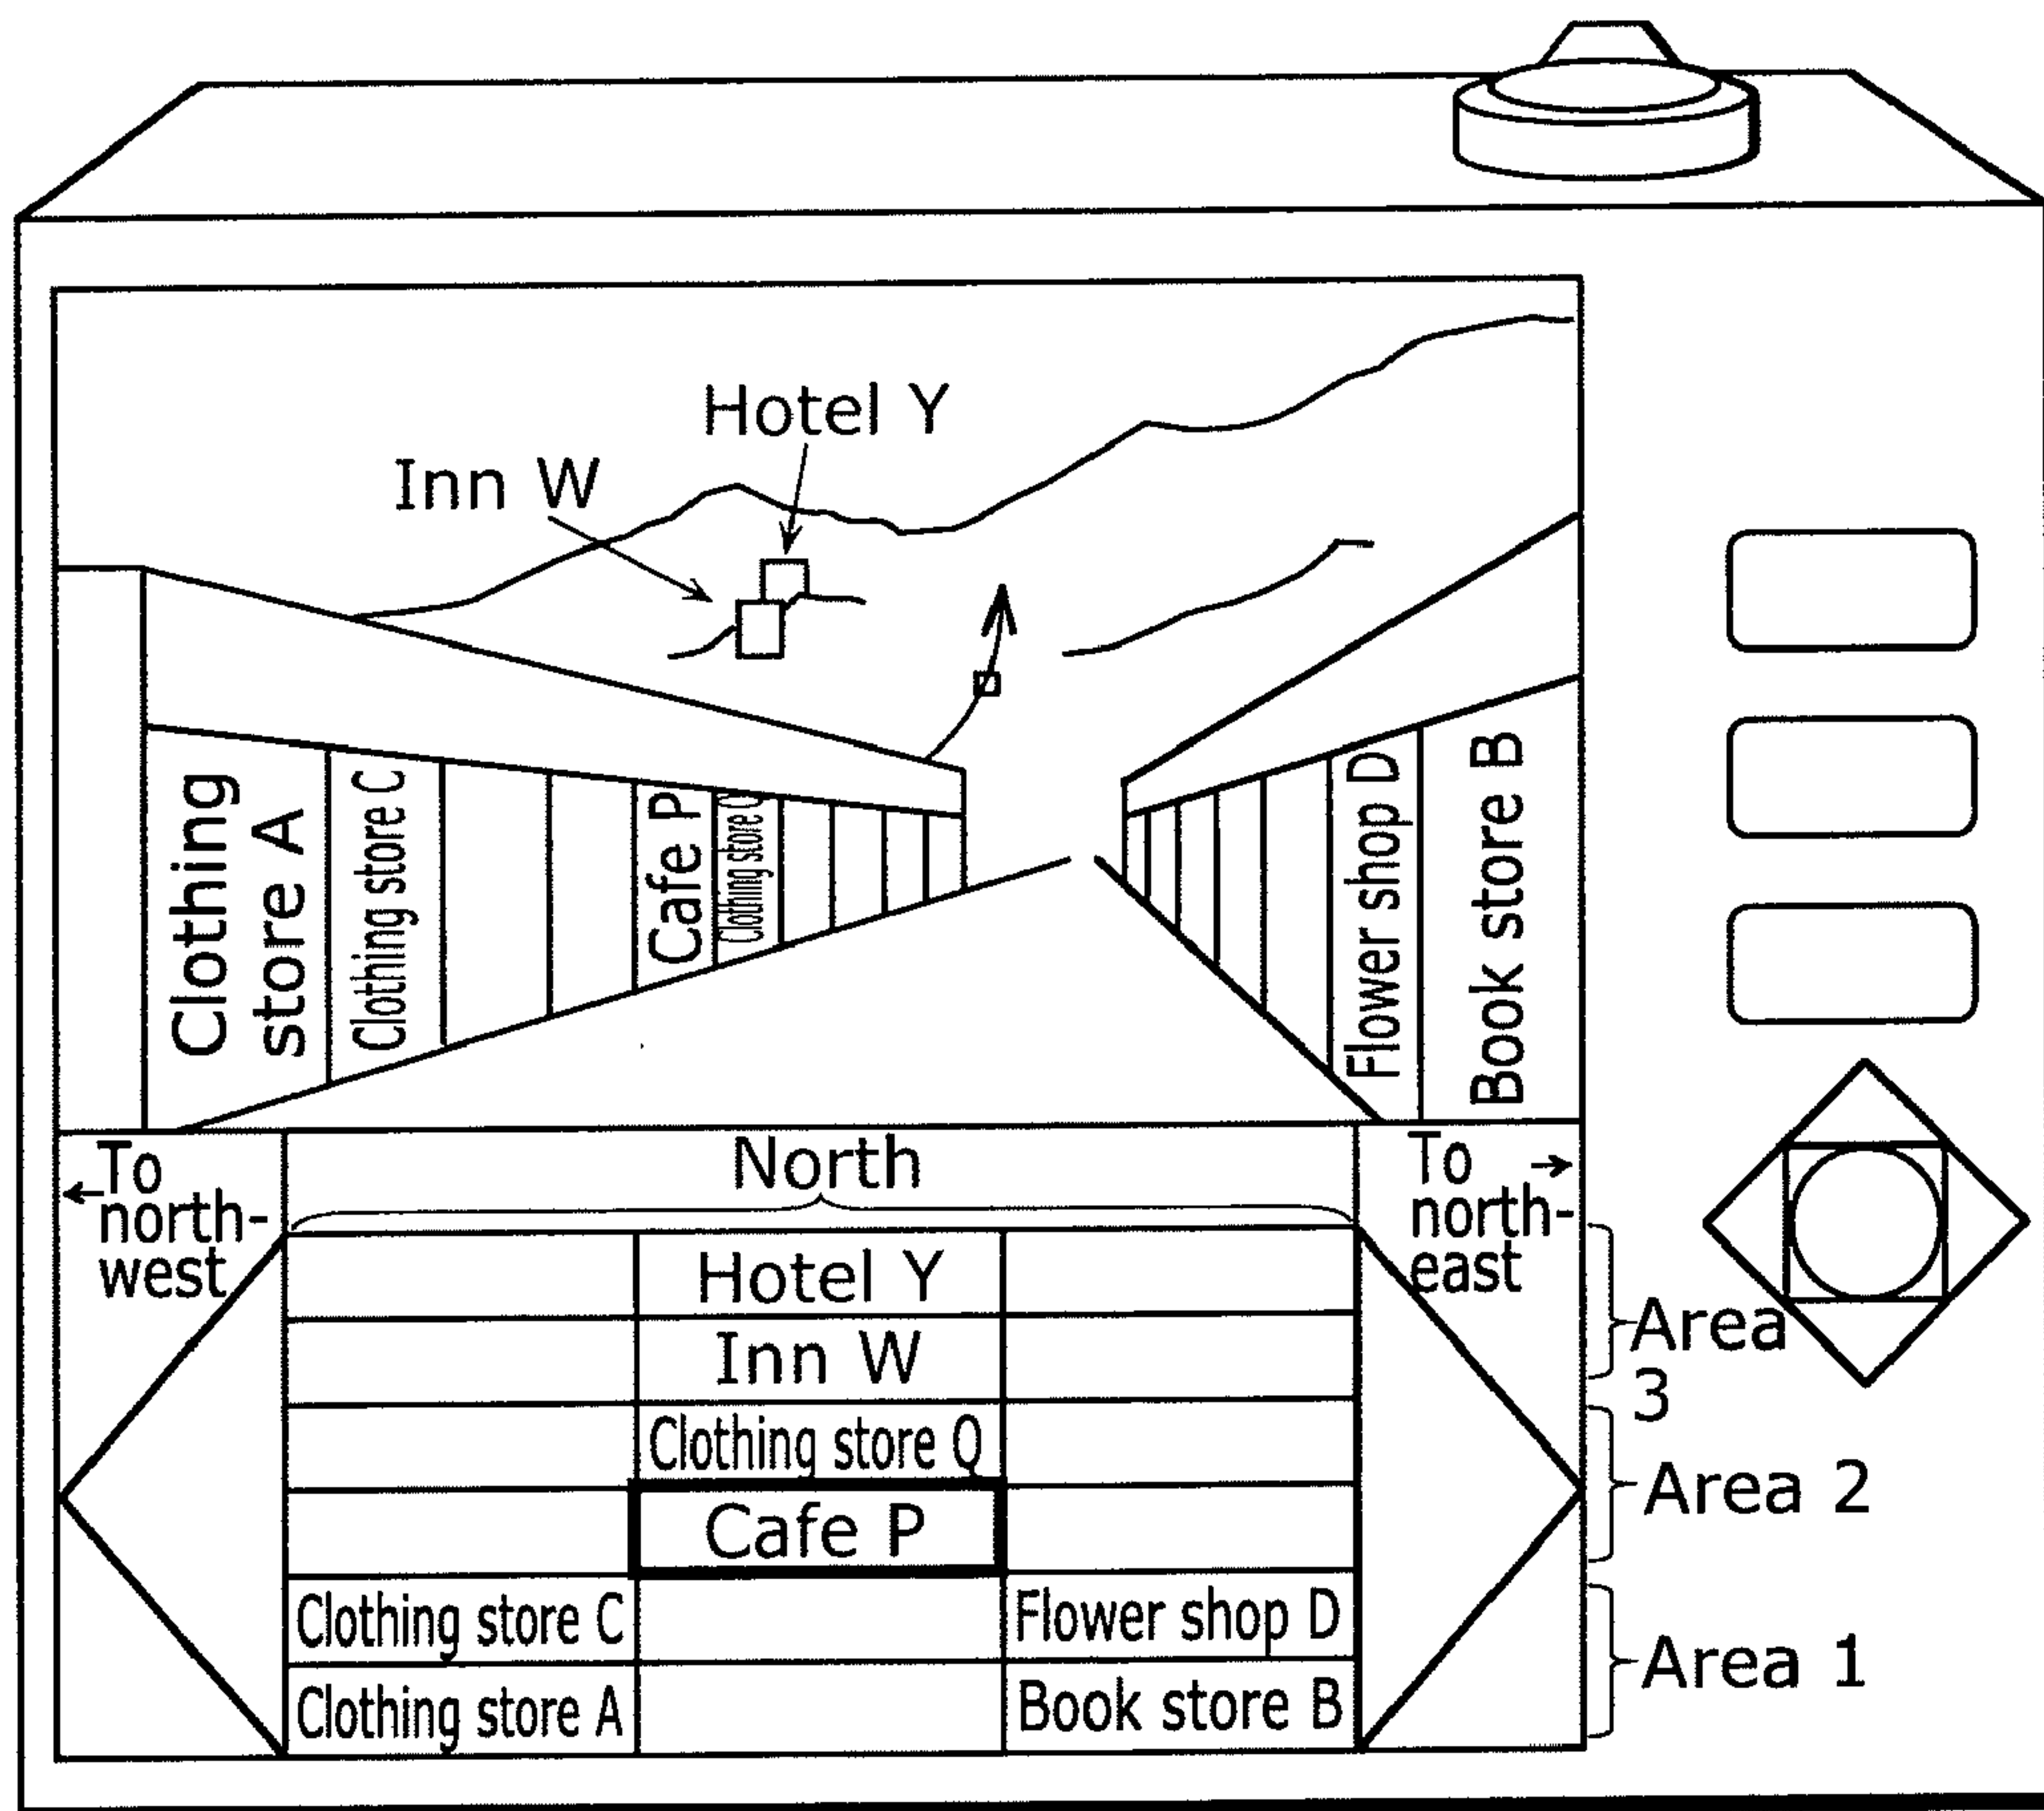 Hotel Y
Inn W
Clothing
store A
Clothing store C
Cafe P
Clothing store Q
Flower shop D
Book store B
←To
north-
west
North
To →
north-
east
Hotel Y
Inn W
Clothing store Q
Cafe P
Clothing store C
Flower shop D
Clothing store A
Book store B
Area
3
Area 2
Area 1